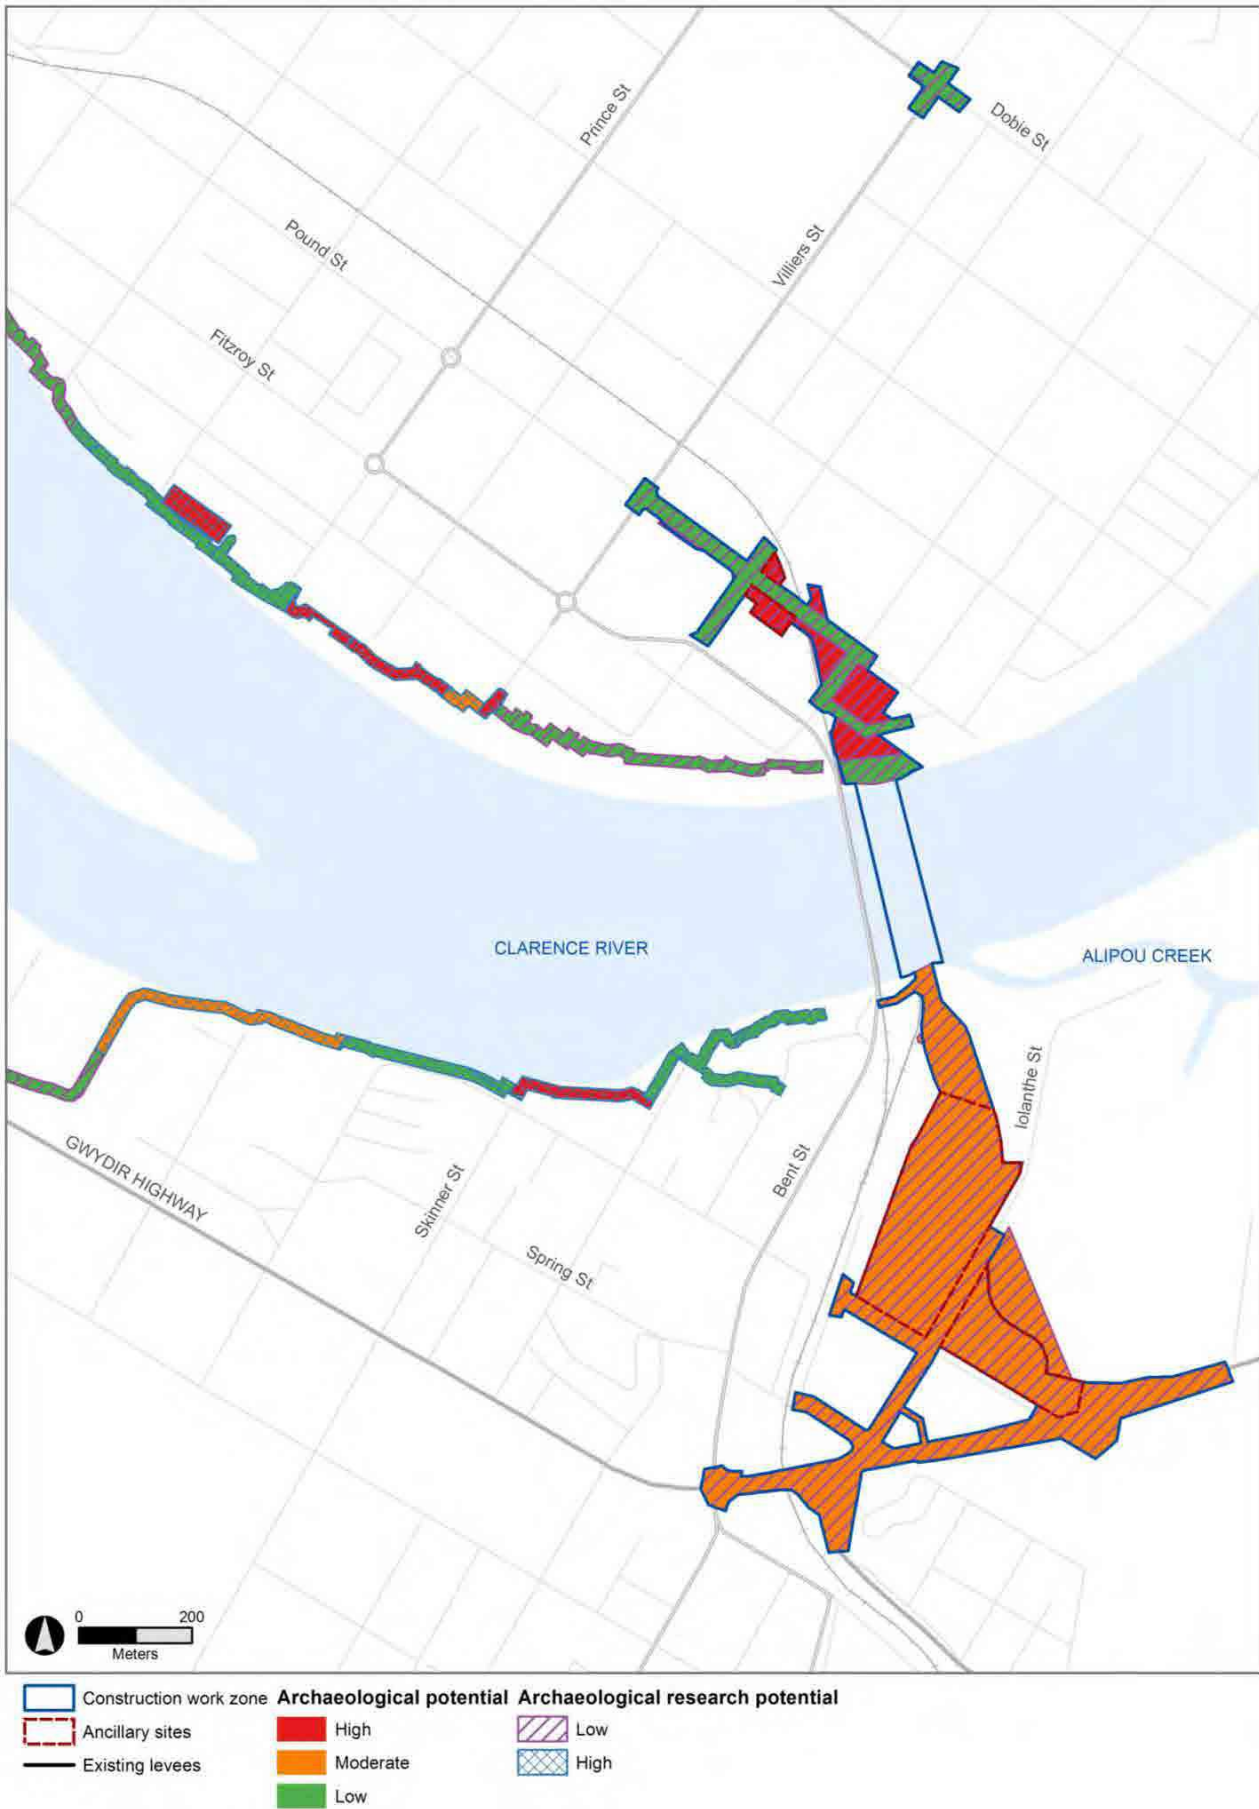 Prince St
Dobie St
Pound St
Villiers St
Fitzroy St
CLARENCE RIVER
ALIPOU CREEK
Iolanthe St
GWYDIR HIGHWAY
Skinner St
Bent St
Spring St
0 200
Meters
Construction work zone Archaeological potential Archaeological research potential
Ancillary sites High Low
Existing levees Moderate High
Low